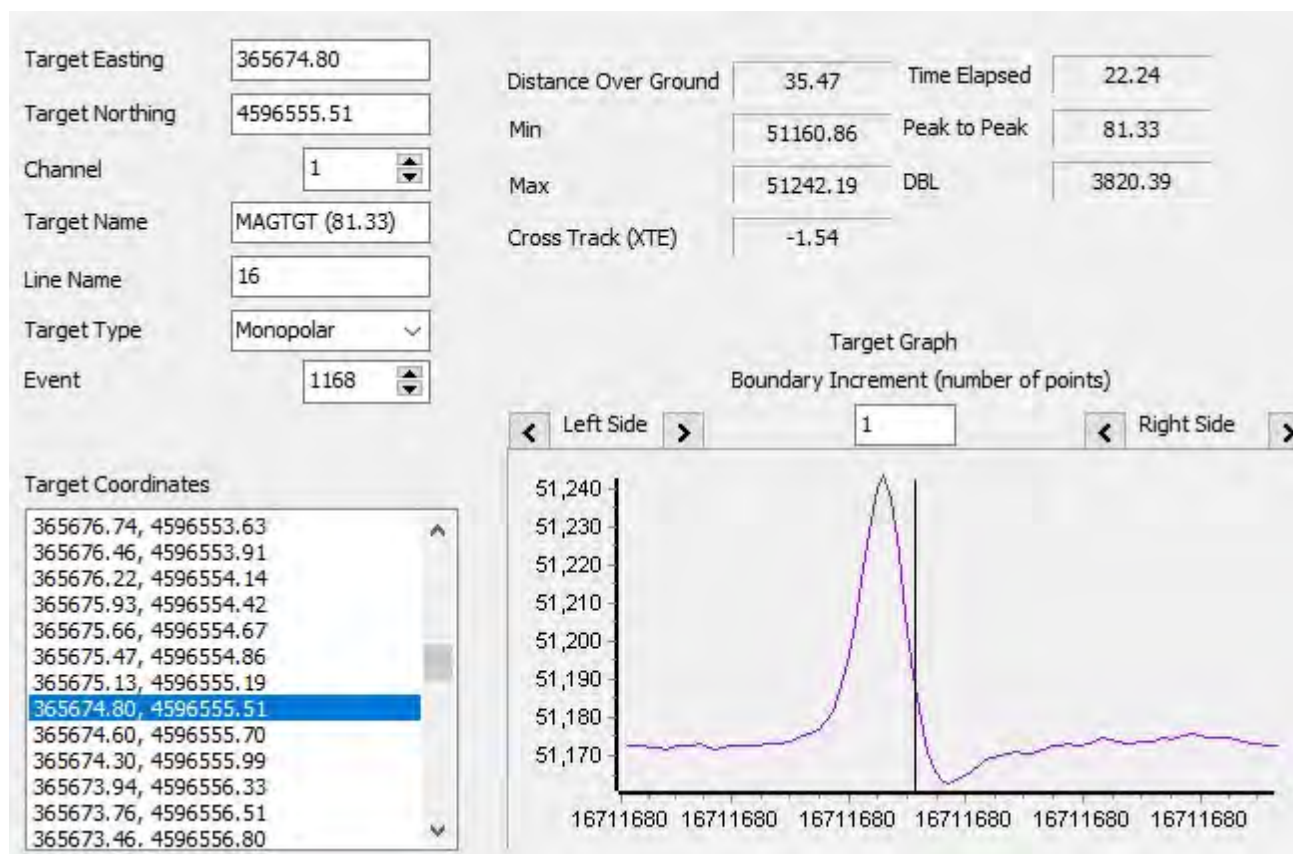 Target Easting 365674.80
Target Northing 4596555.51
Channel 1
Target Name MAGTGT (81.33)
Line Name 16
Target Type Monopolar
Event 1168
Distance Over Ground 35.47 Time Elapsed 22.24
Min 51160.86 Peak to Peak 81.33
Max 51242.19 DBL 3820.39
Cross Track (XTE) -1.54
Target Coordinates
365676.74, 4596553.63
365676.46, 4596553.91
365676.22, 4596554.14
365675.93, 4596554.42
365675.66, 4596554.67
365675.47, 4596554.86
365675.13, 4596555.19
365674.80, 4596555.51
365674.60, 4596555.70
365674.30, 4596555.99
365673.94, 4596556.33
365673.76, 4596556.51
365673.46, 4596556.80
Target Graph
Boundary Increment (number of points)
< Left Side > 1 < Right Side >
51,240
51,230
51,220
51,210
51,200
51,190
51,180
51,170
16711680 16711680 16711680 16711680 16711680 16711680